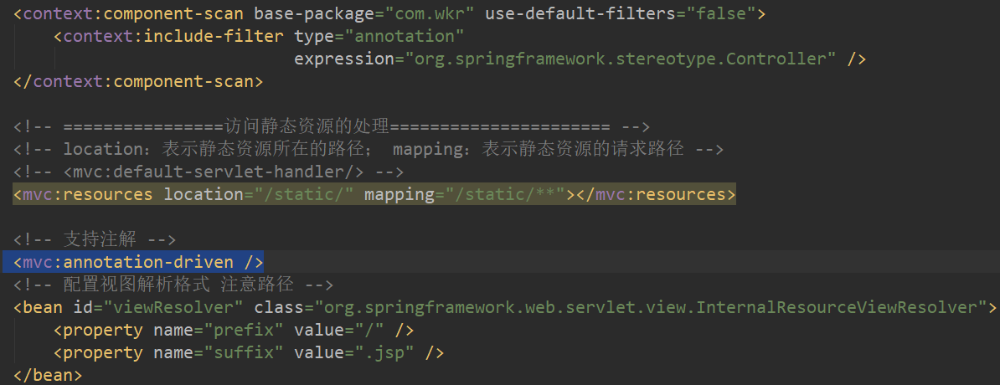 <context:component-scan base-package="com.wkr" use-default-filters="false">
    <context:include-filter type="annotation"
                            expression="org.springframework.stereotype.Controller" />
</context:component-scan>
<!-- ================访问静态资源的处理====================== -->
<!-- location：表示静态资源所在的路径； mapping：表示静态资源的请求路径 -->
<!-- <mvc:default-servlet-handler/> -->
<mvc:resources location="/static/" mapping="/static/**"></mvc:resources>
<!-- 支持注解 -->
<mvc:annotation-driven />
<!-- 配置视图解析格式 注意路径 -->
<bean id="viewResolver" class="org.springframework.web.servlet.view.InternalResourceViewResolver">
    <property name="prefix" value="/" />
    <property name="suffix" value=".jsp" />
</bean>